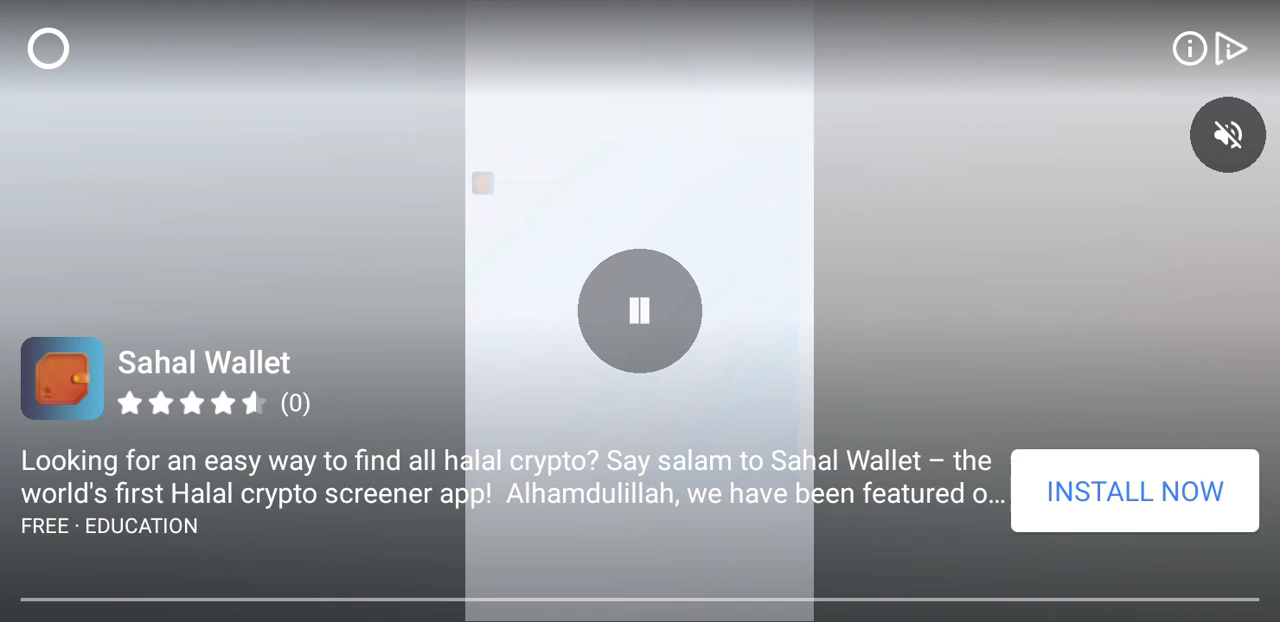 Sahal Wallet
(0)
Looking for an easy way to find all halal crypto? Say salam to Sahal Wallet – the
world's first Halal crypto screener app!  Alhamdulillah, we have been featured o...
INSTALL NOW
FREE · EDUCATION